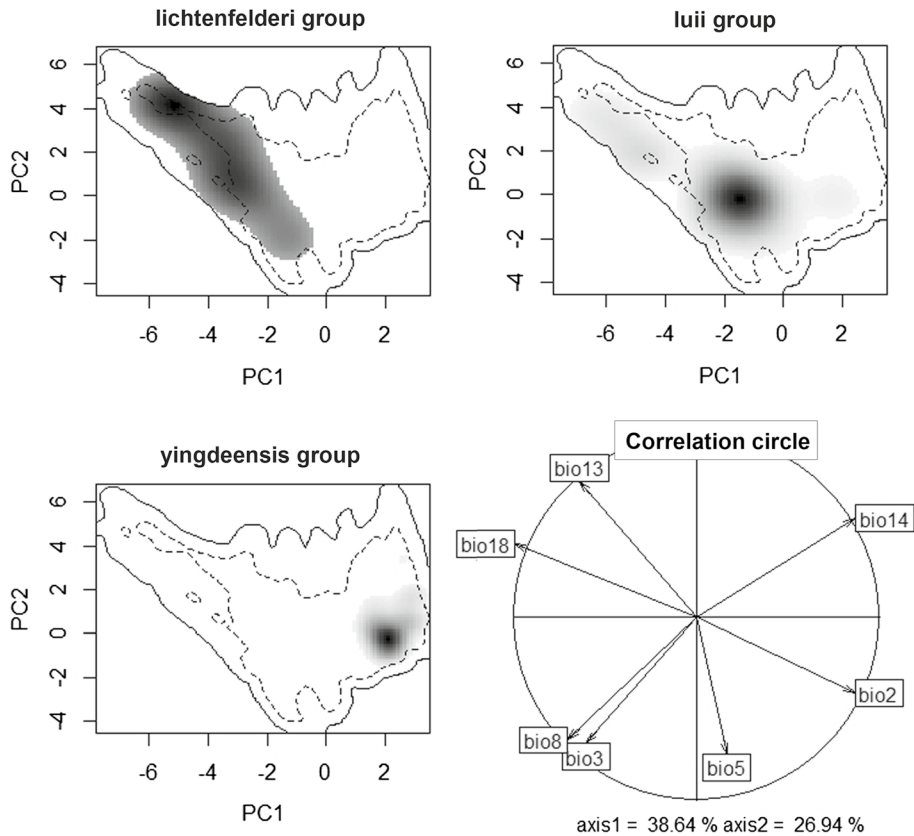 lichtenfelderi group
PC2
6
4
2
0
-2
-4
-6 -4 -2 0 2
PC1
luii group
PC2
6
4
2
0
-2
-4
-6 -4 -2 0 2
PC1
yingdeensis group
PC2
6
4
2
0
-2
-4
-6 -4 -2 0 2
PC1
Correlation circle
bio13
bio14
bio18
bio2
bio8
bio3
bio5
axis1 = 38.64 % axis2 = 26.94 %